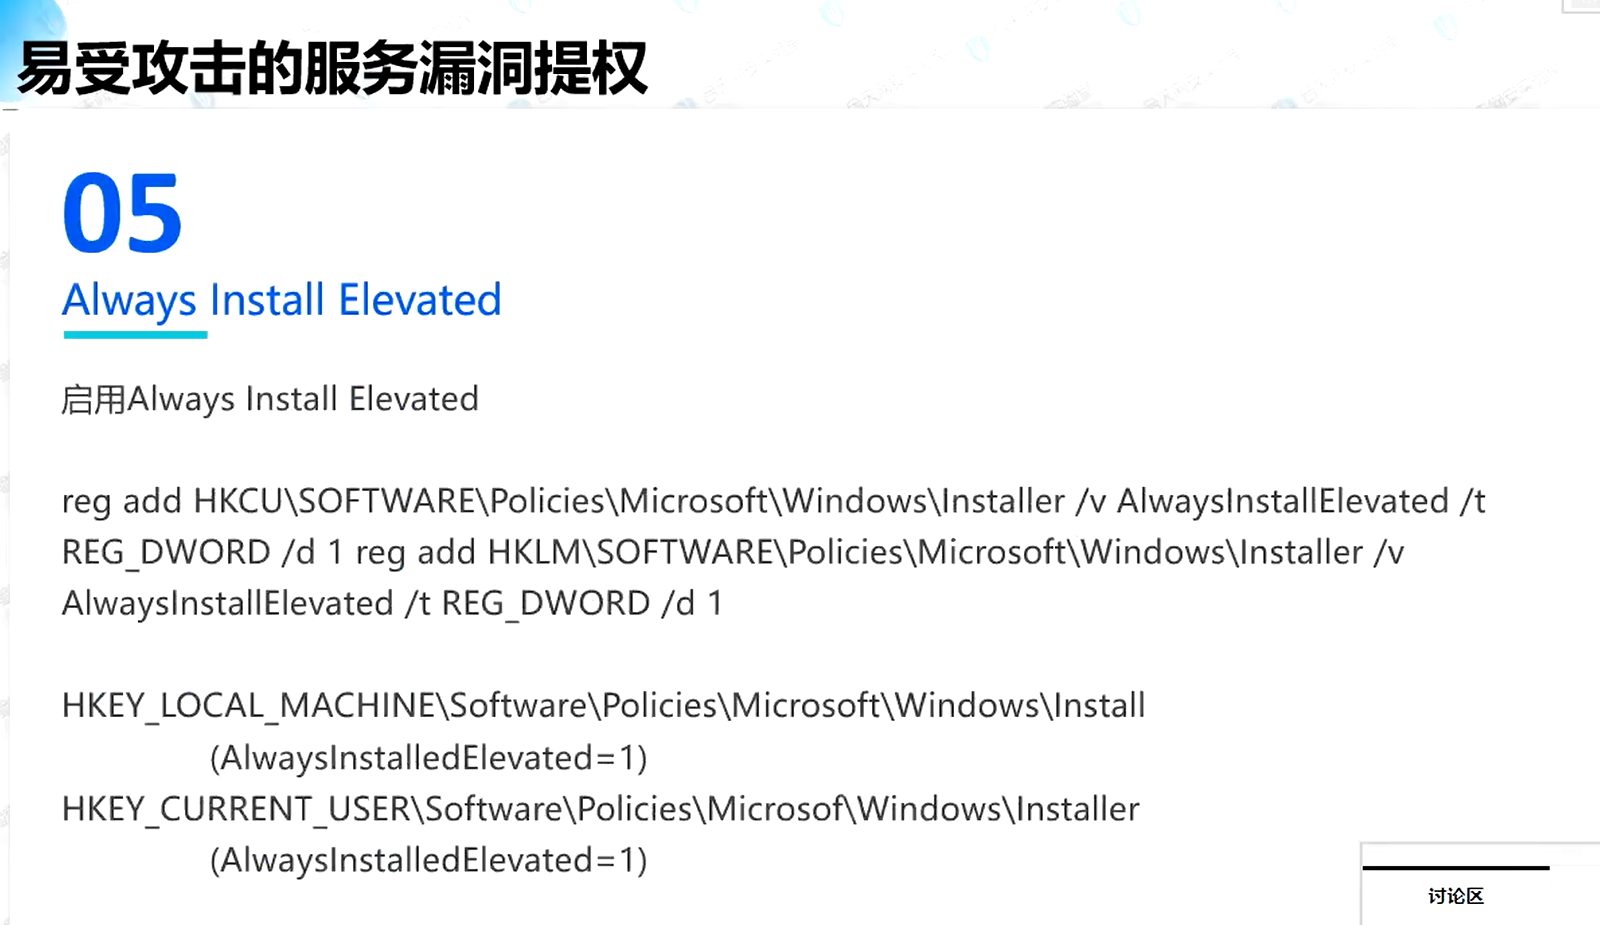 易受攻击的服务漏洞提权
05
Always Install Elevated
启用Always Install Elevated
reg add HKCU\SOFTWARE\Policies\Microsoft\Windows\Installer /v AlwaysInstallElevated /t
REG_DWORD /d 1 reg add HKLM\SOFTWARE\Policies\Microsoft\Windows\Installer /v
AlwaysInstallElevated /t REG_DWORD /d 1
HKEY_LOCAL_MACHINE\Software\Policies\Microsoft\Windows\Install
(AlwaysInstalledElevated=1)
HKEY_CURRENT_USER\Software\Policies\Microsof\Windows\Installer
(AlwaysInstalledElevated=1)
讨论区